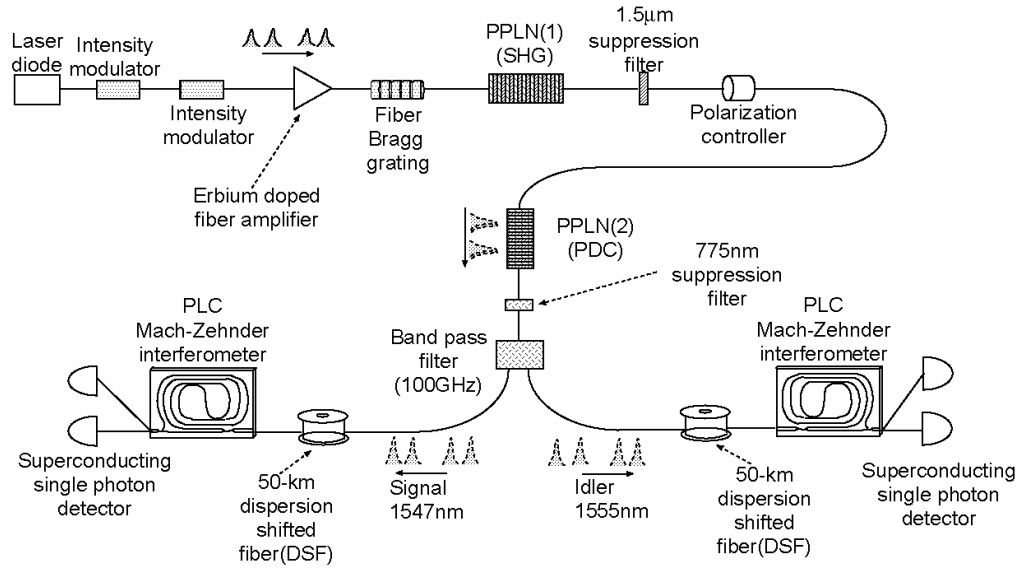 Laser
diode
Intensity
modulator
Intensity
modulator
Erbium doped
fiber amplifier
Fiber
Bragg
grating
PPLN(1)
(SHG)
1.5μm
suppression
filter
Polarization
controller
PPLN(2)
(PDC)
775nm
suppression
filter
Band pass
filter
(100GHz)
PLC
Mach-Zehnder
interferometer
PLC
Mach-Zehnder
interferometer
Superconducting
single photon
detector
50-km
dispersion
shifted
fiber(DSF)
Signal
1547nm
Idler
1555nm
50-km
dispersion
shifted
fiber(DSF)
Superconducting
single photon
detector